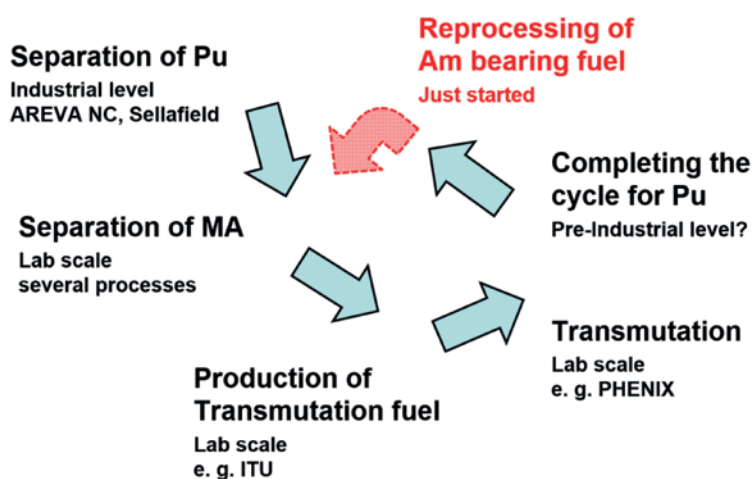 Separation of Pu
Industrial level
AREVA NC, Sellafield
Reprocessing of
Am bearing fuel
Just started
Completing the
cycle for Pu
Pre-Industrial level?
Separation of MA
Lab scale
several processes
Transmutation
Lab scale
e. g. PHENIX
Production of
Transmutation fuel
Lab scale
e. g. ITU